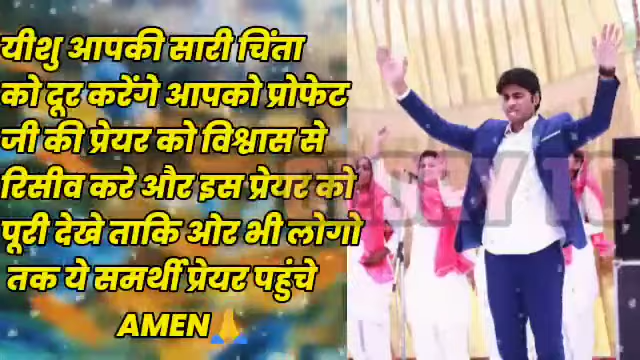 यीशु आपकी सारी चिंता
को दूर करेंगे आपको प्रोफेट
जी की प्रेयर को विश्वास से
रिसीव करे और इस प्रेयर को
पूरी देखे ताकि ओर भी लोगो
तक ये समर्थी प्रेयर पहुंचे
AMEN🙏